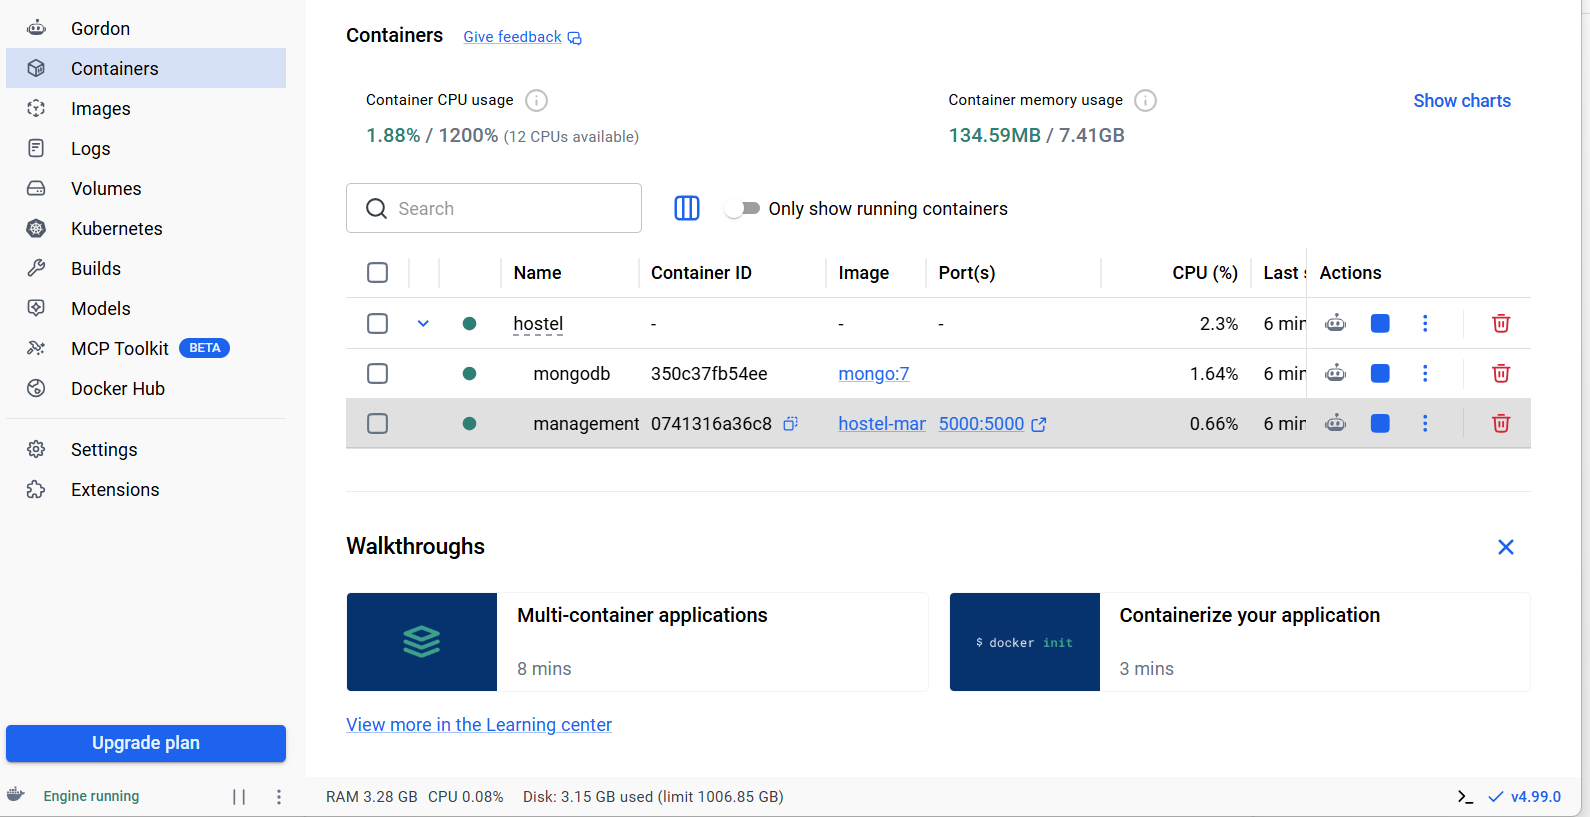 Gordon
Containers
Images
Logs
Volumes
Kubernetes
Builds
Models
MCP Toolkit BETA
Docker Hub
Settings
Extensions
Upgrade plan
Engine running
Containers Give feedback
Container CPU usage
1.88% / 1200% (12 CPUs available)
Container memory usage
134.59MB / 7.41GB
Show charts
Search
Only show running containers
Name Container ID Image Port(s) CPU (%) Last s Actions
hostel - - - 2.3% 6 min
mongodb 350c37fb54ee mongo:7 1.64% 6 min
management 0741316a36c8 hostel-mar 5000:5000 0.66% 6 min
Walkthroughs
Multi-container applications
8 mins
$ docker init
Containerize your application
3 mins
View more in the Learning center
RAM 3.28 GB CPU 0.08% Disk: 3.15 GB used (limit 1006.85 GB)
v4.99.0